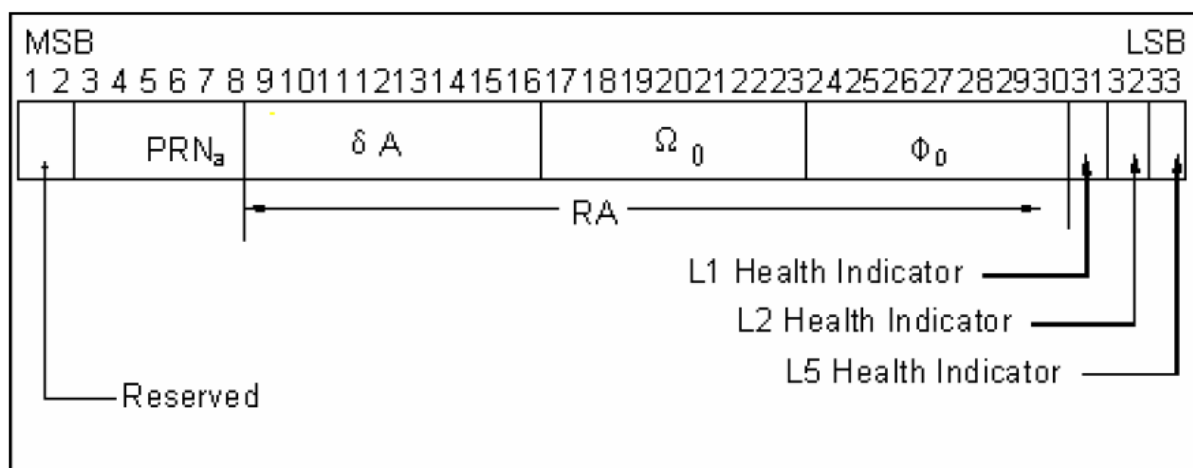 MSB LSB
1 2 3 4 5 6 7 8 9 10 11 12 13 14 15 16 17 18 19 20 21 22 23 24 25 26 27 28 29 30 31 32 33
PRNₐ δ A Ω ₀ Φ₀
RA
L1 Health Indicator
L2 Health Indicator
L5 Health Indicator
Reserved